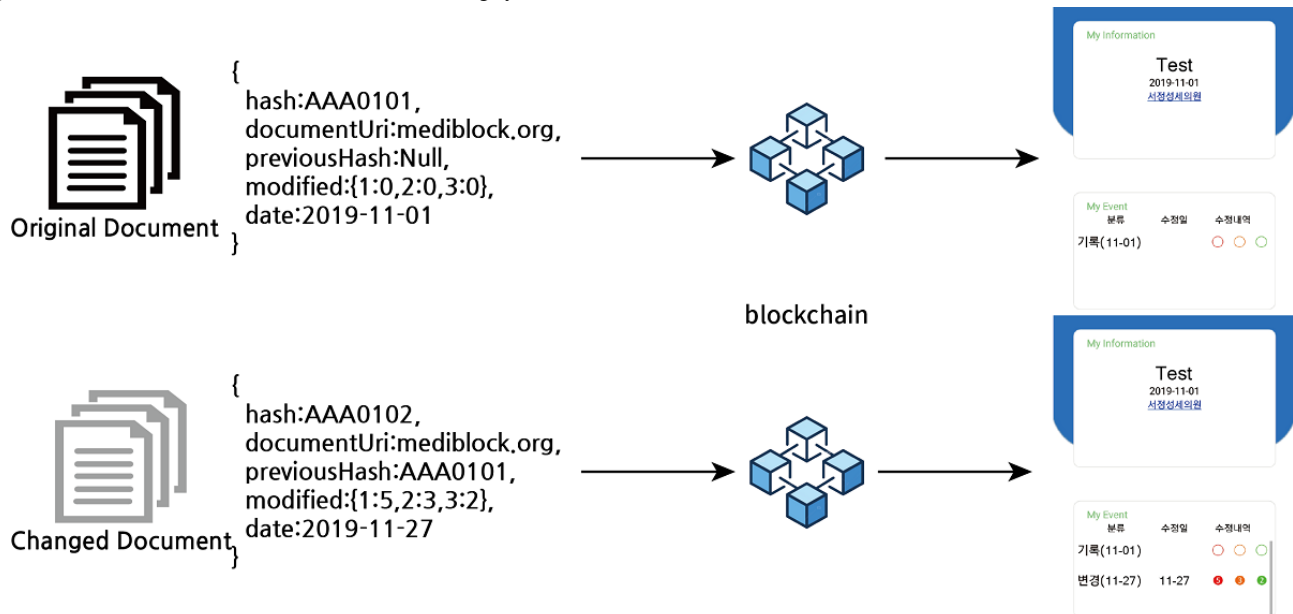 {
hash:AAA0101,
documentUri:mediblock.org,
previousHash:Null,
modified:{1:0,2:0,3:0},
date:2019-11-01
}
Original Document
My Information
Test
2019-11-01
서정성세의원
My Event
분류 수정일 수정내역
기록(11-01)
blockchain
{
hash:AAA0102,
documentUri:mediblock.org,
previousHash:AAA0101,
modified:{1:5,2:3,3:2},
date:2019-11-27
}
Changed Document
My Information
Test
2019-11-01
서정성세의원
My Event
분류 수정일 수정내역
기록(11-01)
변경(11-27) 11-27 5 3 2